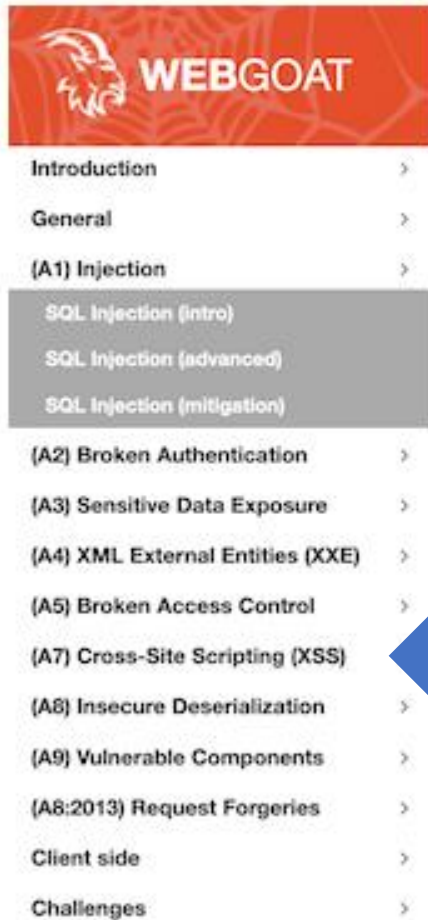 WEBGOAT
Introduction
General
(A1) Injection
SQL Injection (intro)
SQL Injection (advanced)
SQL Injection (mitigation)
(A2) Broken Authentication
(A3) Sensitive Data Exposure
(A4) XML External Entities (XXE)
(A5) Broken Access Control
(A7) Cross-Site Scripting (XSS)
(A8) Insecure Deserialization
(A9) Vulnerable Components
(A8:2013) Request Forgeries
Client side
Challenges